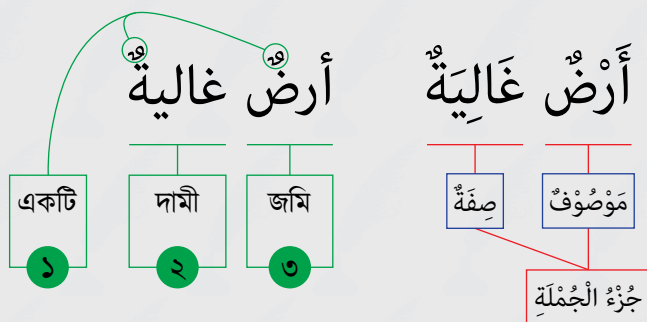 أَرْضٌ غَالِيَةٌ
أرضٌ غاليةٌ
مَوْصُوْفٌ
صِفَةٌ
جُزْءُ الْجُمْلَةِ
একটি
দামী
জমি
১
২
৩